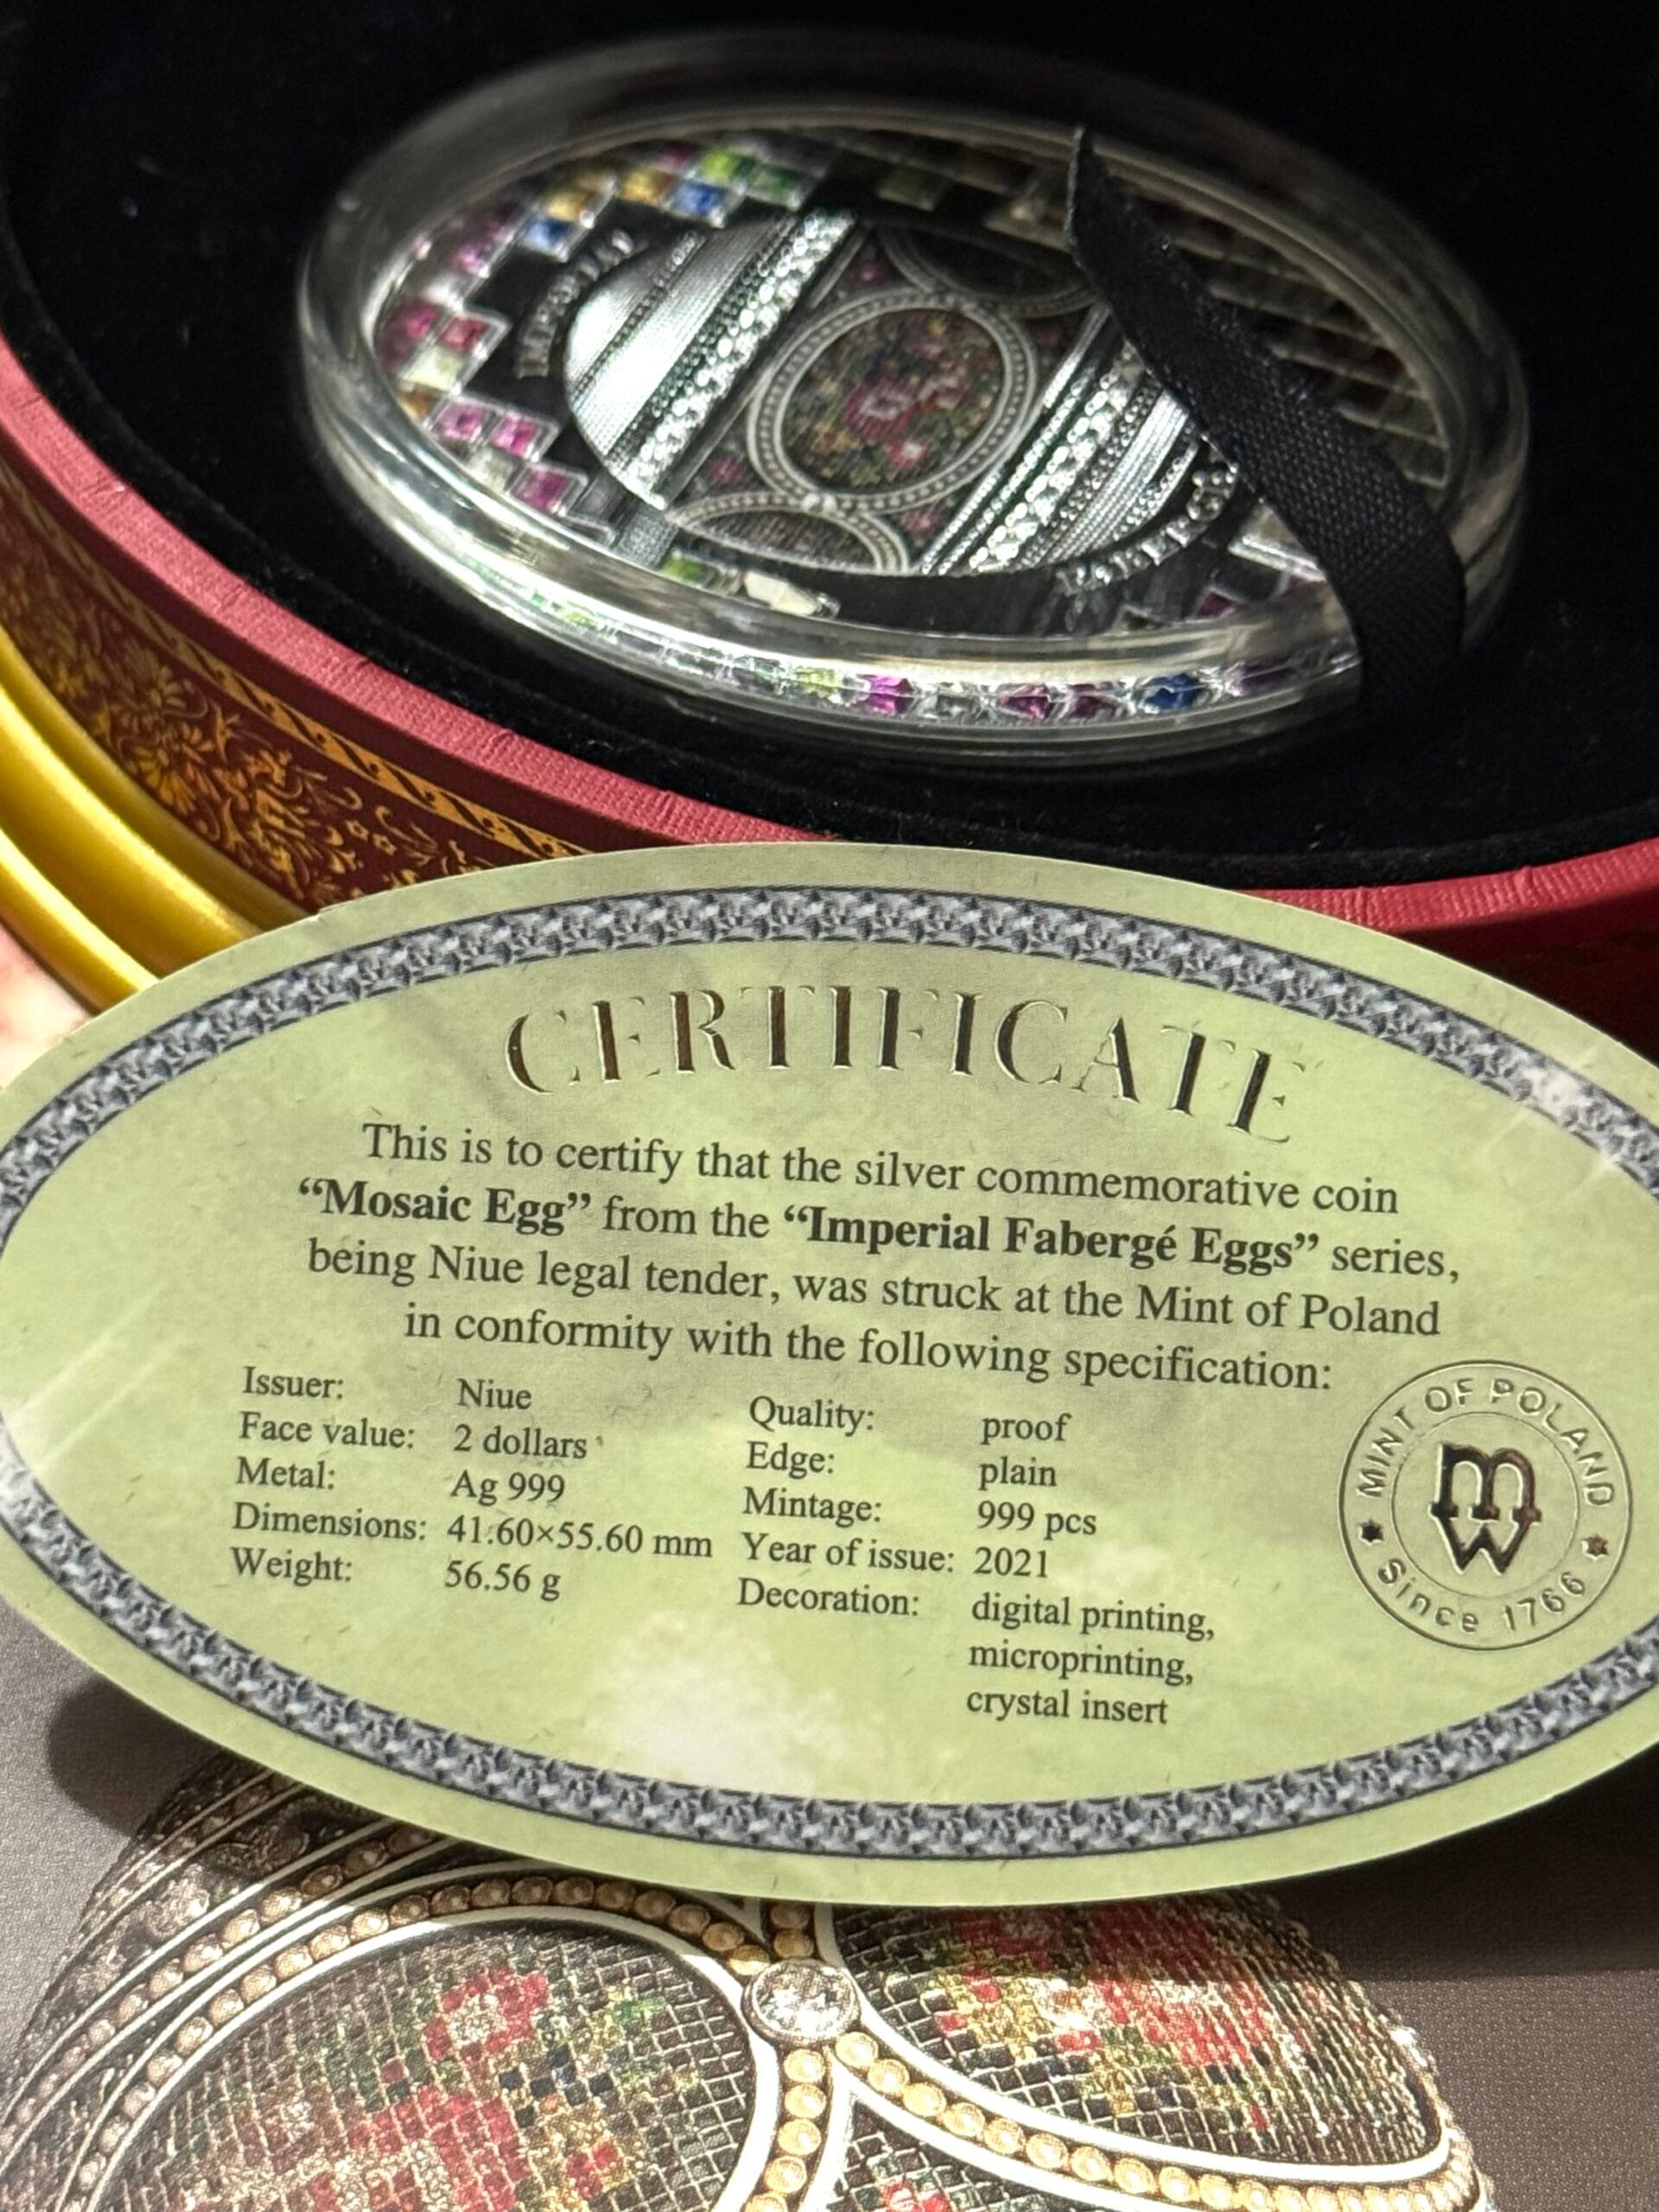 IMPERIAL
FABERGÉ
CERTIFICATE
This is to certify that the silver commemorative coin
“Mosaic Egg” from the “Imperial Fabergé Eggs” series,
being Niue legal tender, was struck at the Mint of Poland
in conformity with the following specification:
Issuer: Niue
Face value: 2 dollars
Metal: Ag 999
Dimensions: 41.60×55.60 mm
Weight: 56.56 g
Quality: proof
Edge: plain
Mintage: 999 pcs
Year of issue: 2021
Decoration: digital printing,
microprinting,
crystal insert
MINT OF POLAND
MW
Since 1766